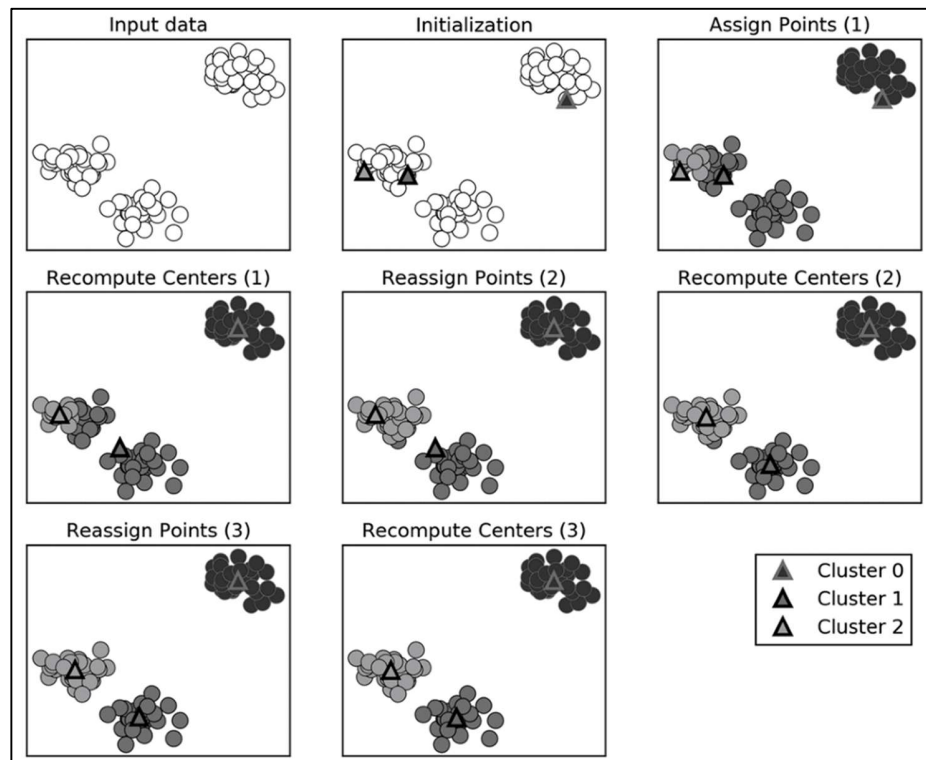 Input data
Initialization
Assign Points (1)
Recompute Centers (1)
Reassign Points (2)
Recompute Centers (2)
Reassign Points (3)
Recompute Centers (3)
Cluster 0
Cluster 1
Cluster 2